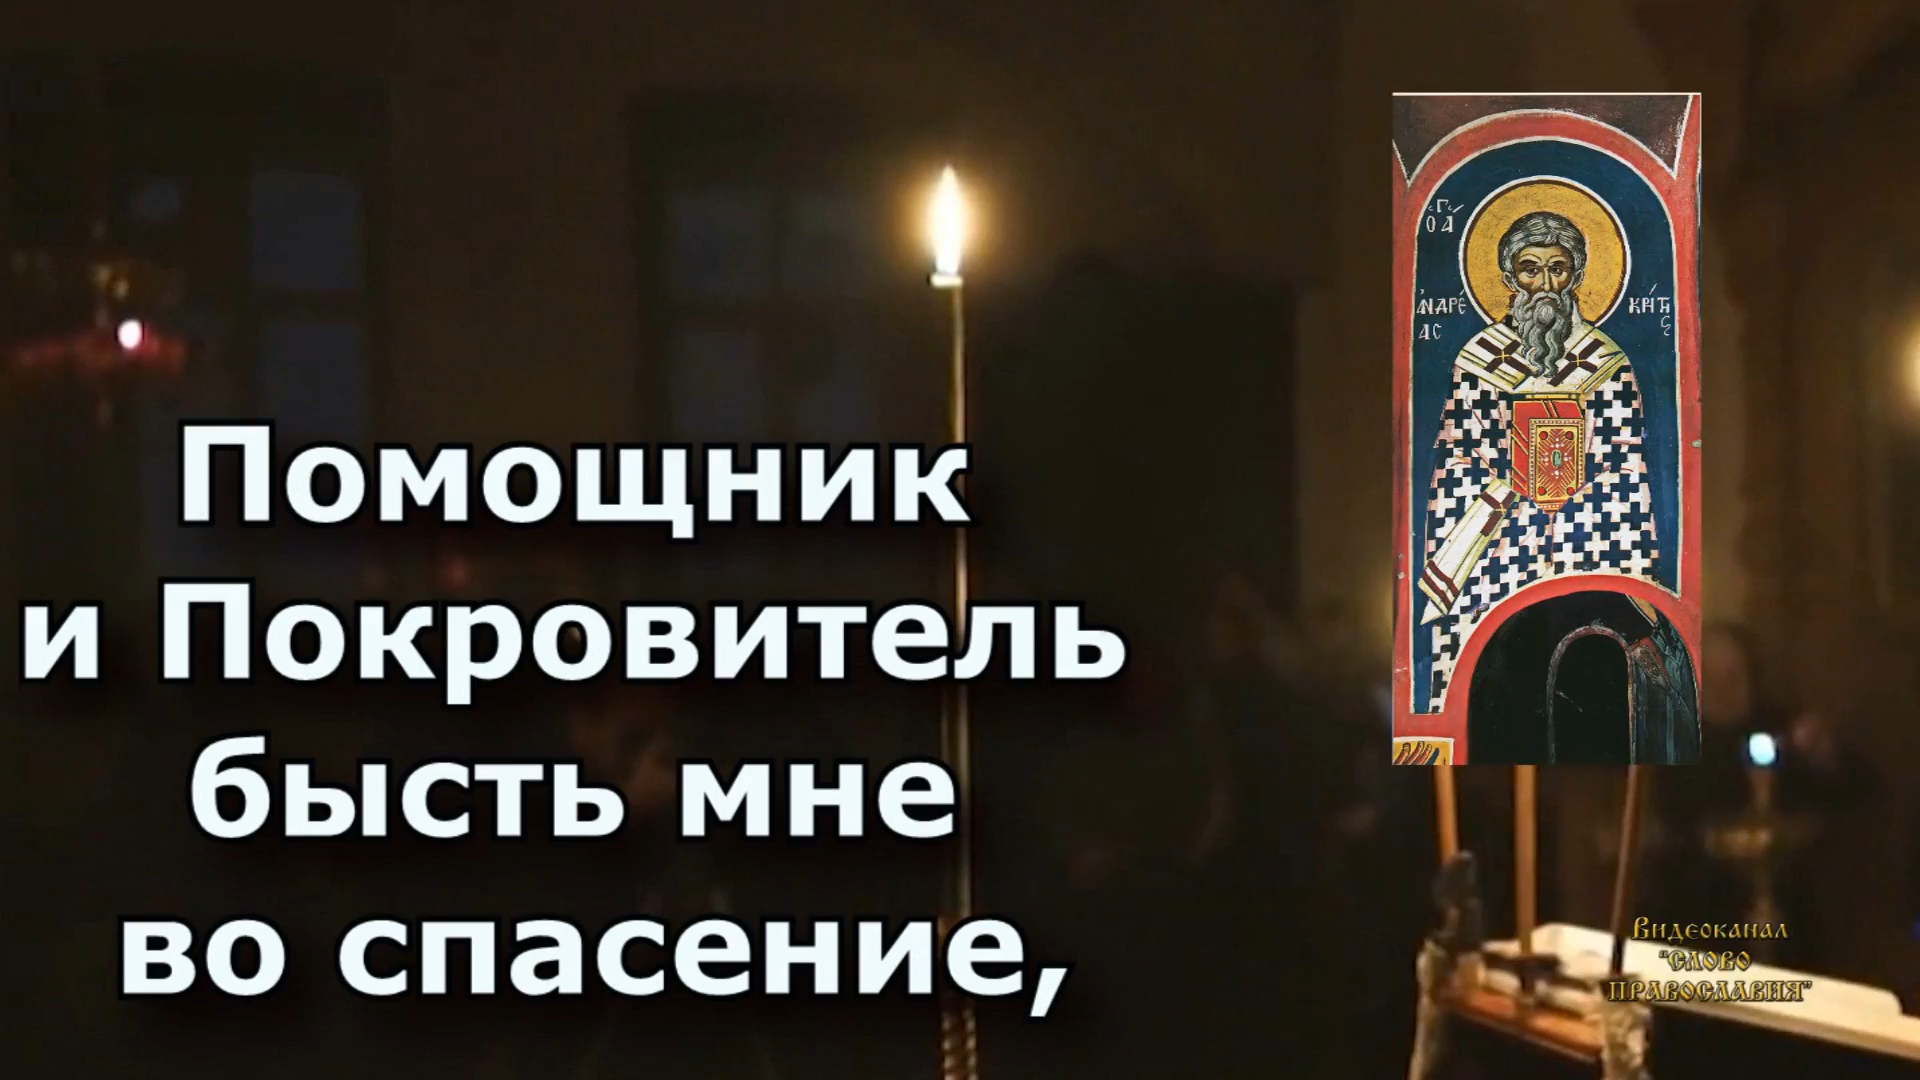 Помощник
и Покровитель
бысть мне
во спасение,
Видеоканал
"СЛОВО
ПРАВОСЛАВИЯ"